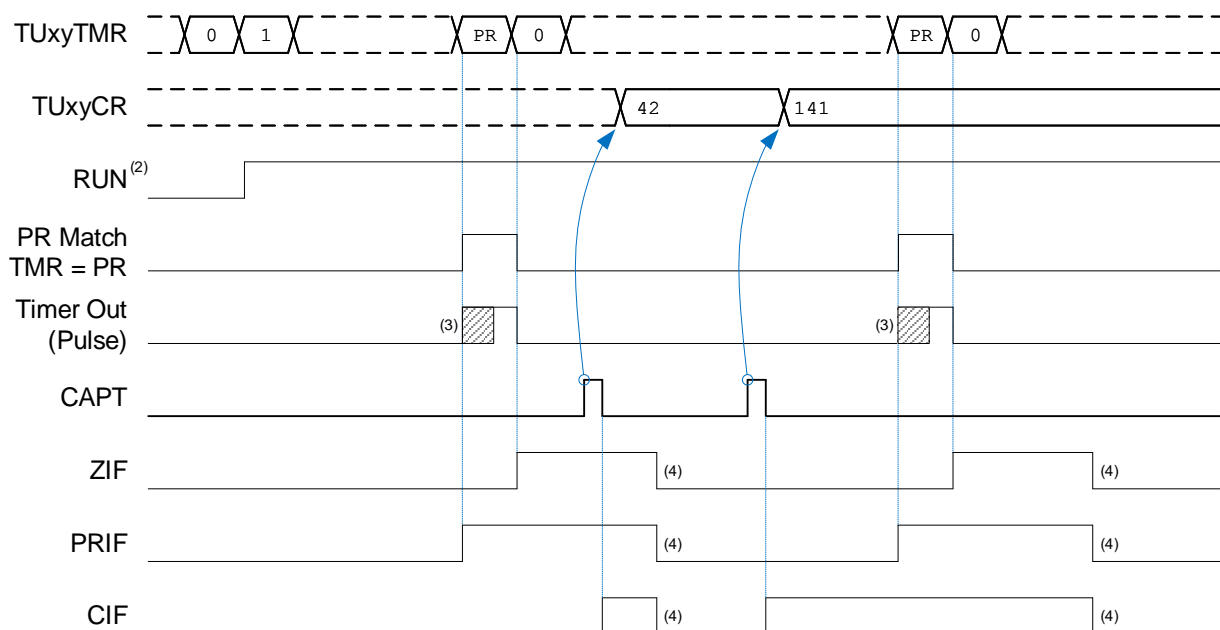 TUxyTMR 0 1 PR 0 PR 0
TUxyCR 42 141
RUN (2)
PR Match
TMR = PR
Timer Out
(Pulse) (3) (3)
CAPT
ZIF (4) (4)
PRIF (4) (4)
CIF (4) (4)